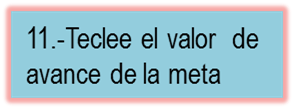 11.-Teclee el valor de
avance de la meta